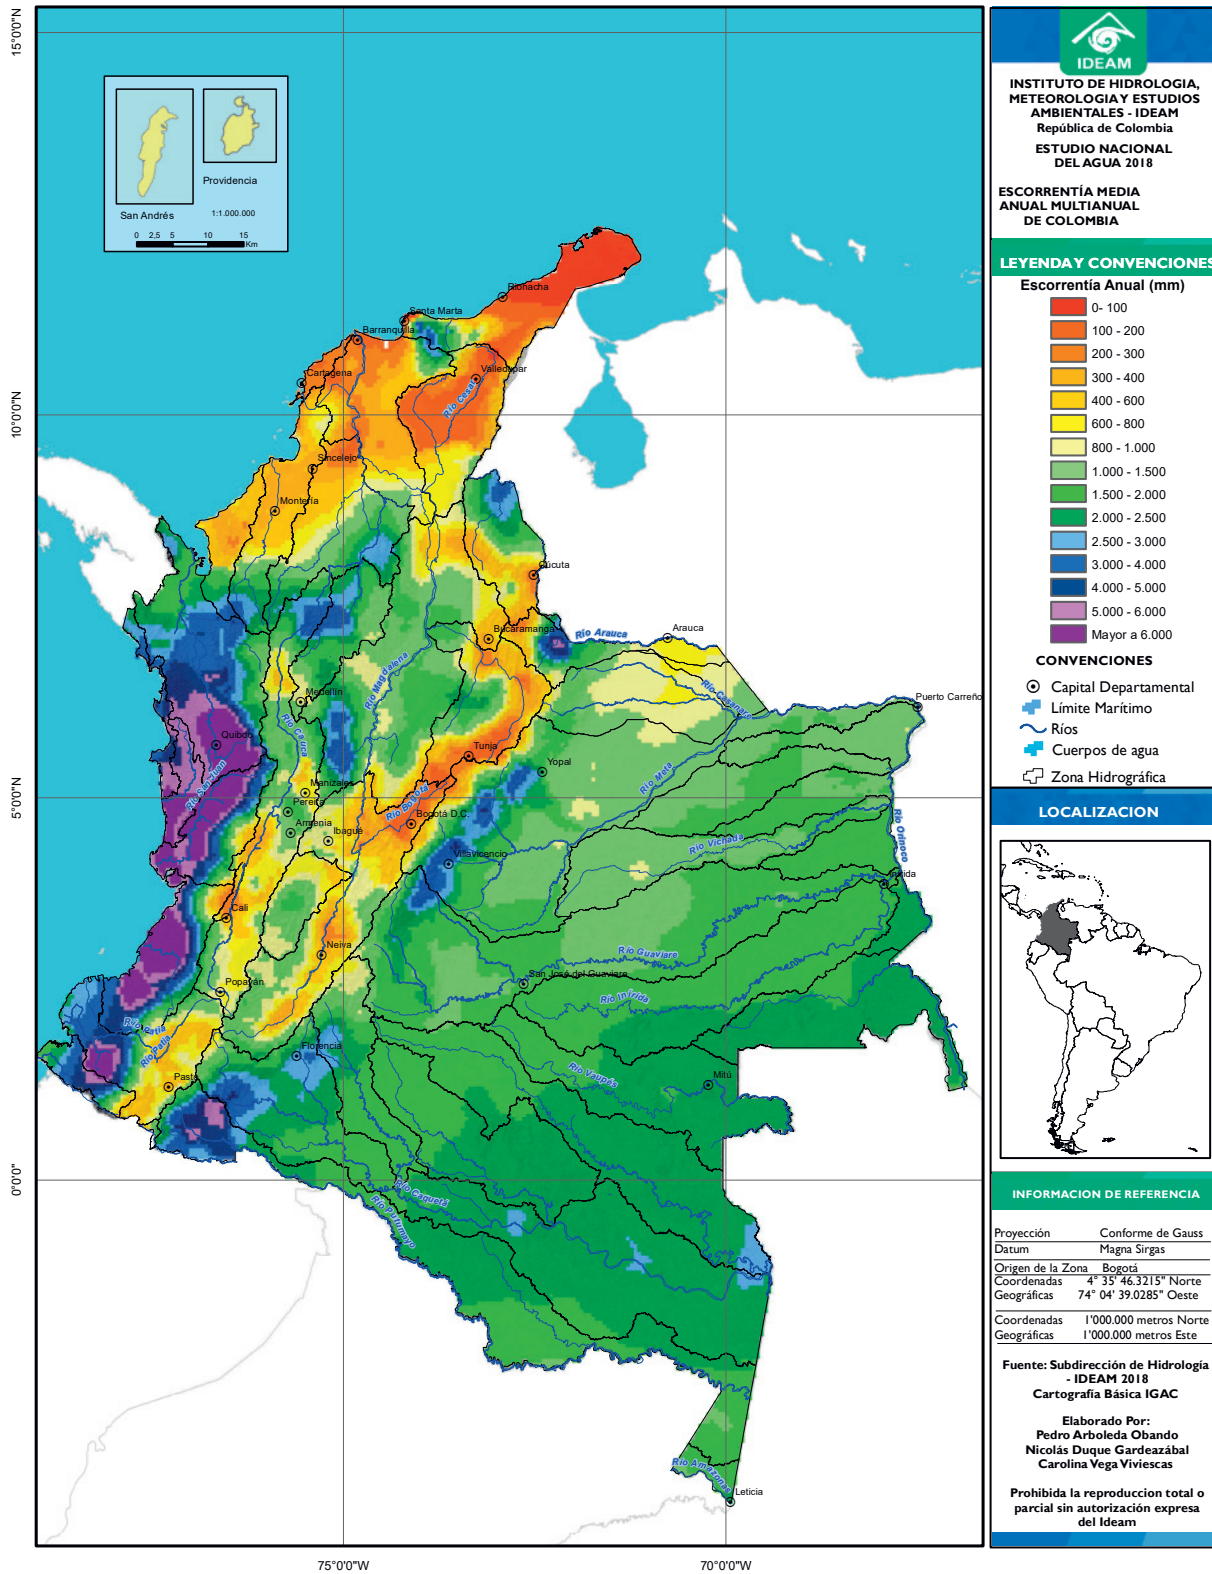 15°0'0"N
10°0'0"N
5°0'0"N
0°0'0"
75°0'0"W
70°0'0"W
San Andrés
Providencia
1:1.000.000
0 2,5 5 10 15
Km
Riohacha
Santa Marta
Barranquilla
Cartagena
Valledupar
Río Cesar
Sincelejo
Montería
Cúcuta
Bucaramanga
Río Arauca
Arauca
Río Magdalena
Medellín
Río Casanare
Puerto Carreño
Río Cauca
Quibdó
Río San Juan
Tunja
Yopal
Río Meta
Manizales
Pereira
Río Bogotá
Armenia
Ibagué
Bogotá D.C.
Río Orinoco
Villavicencio
Río Vichada
Inírida
Cali
Neiva
Río Guaviare
San José del Guaviare
Popayán
Río Inírida
Río Patía
Río Patía
Florencia
Pasto
Río Vaupés
Mitú
Río Caquetá
Río Putumayo
Río Amazonas
Leticia
IDEAM
INSTITUTO DE HIDROLOGIA,
METEOROLOGIA Y ESTUDIOS
AMBIENTALES - IDEAM
República de Colombia
ESTUDIO NACIONAL
DEL AGUA 2018
ESCORRENTÍA MEDIA
ANUAL MULTIANUAL
DE COLOMBIA
LEYENDA Y CONVENCIONES
Escorrentía Anual (mm)
0- 100
100 - 200
200 - 300
300 - 400
400 - 600
600 - 800
800 - 1.000
1.000 - 1.500
1.500 - 2.000
2.000 - 2.500
2.500 - 3.000
3.000 - 4.000
4.000 - 5.000
5.000 - 6.000
Mayor a 6.000
CONVENCIONES
Capital Departamental
Límite Marítimo
Ríos
Cuerpos de agua
Zona Hidrográfica
LOCALIZACION
INFORMACION DE REFERENCIA
Proyección Conforme de Gauss
Datum Magna Sirgas
Origen de la Zona Bogotá
Coordenadas 4° 35' 46.3215" Norte
Geográficas 74° 04' 39.0285" Oeste
Coordenadas 1'000.000 metros Norte
Geográficas 1'000.000 metros Este
Fuente: Subdirección de Hidrología
- IDEAM 2018
Cartografía Básica IGAC
Elaborado Por:
Pedro Arboleda Obando
Nicolás Duque Gardeazábal
Carolina Vega Viviescas
Prohibida la reproduccion total o
parcial sin autorización expresa
del Ideam